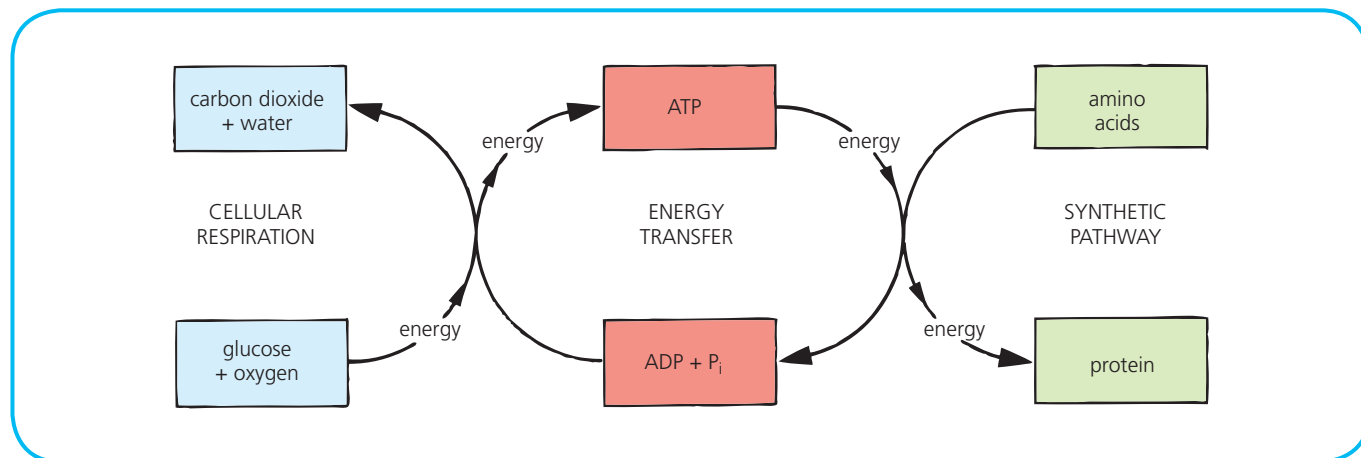 carbon dioxide
+ water
ATP
amino
acids
energy
energy
CELLULAR
RESPIRATION
ENERGY
TRANSFER
SYNTHETIC
PATHWAY
energy
energy
glucose
+ oxygen
ADP + Pi
protein